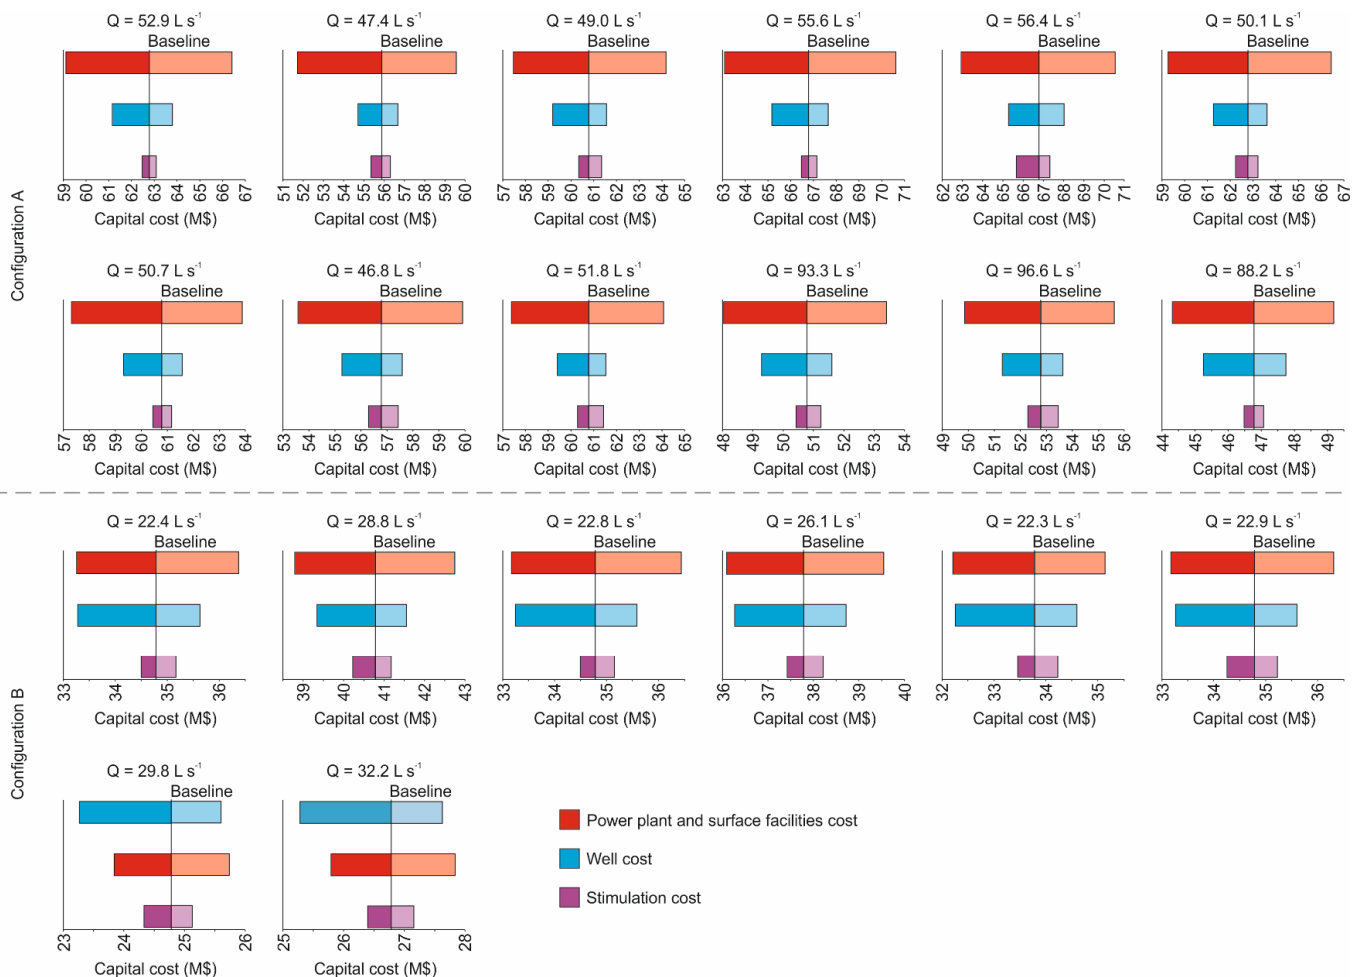 Configuration A
Q = 52.9 L s⁻¹
Baseline
59 60 61 62 63 64 65 66 67
Capital cost (M$)
Q = 47.4 L s⁻¹
Baseline
51 52 53 54 55 56 57 58 59 60
Capital cost (M$)
Q = 49.0 L s⁻¹
Baseline
57 58 59 60 61 62 63 64 65
Capital cost (M$)
Q = 55.6 L s⁻¹
Baseline
63 64 65 66 67 68 69 70 71
Capital cost (M$)
Q = 56.4 L s⁻¹
Baseline
62 63 64 65 66 67 68 69 70 71
Capital cost (M$)
Q = 50.1 L s⁻¹
Baseline
59 60 61 62 63 64 65 66 67
Capital cost (M$)
Q = 50.7 L s⁻¹
Baseline
57 58 59 60 61 62 63 64
Capital cost (M$)
Q = 46.8 L s⁻¹
Baseline
53 54 55 56 57 58 59 60
Capital cost (M$)
Q = 51.8 L s⁻¹
Baseline
57 58 59 60 61 62 63 64 65
Capital cost (M$)
Q = 93.3 L s⁻¹
Baseline
48 49 50 51 52 53 54
Capital cost (M$)
Q = 96.6 L s⁻¹
Baseline
49 50 51 52 53 54 55 56
Capital cost (M$)
Q = 88.2 L s⁻¹
Baseline
44 45 46 47 48 49
Capital cost (M$)
Configuration B
Q = 22.4 L s⁻¹
Baseline
33 34 35 36
Capital cost (M$)
Q = 28.8 L s⁻¹
Baseline
39 40 41 42 43
Capital cost (M$)
Q = 22.8 L s⁻¹
Baseline
33 34 35 36
Capital cost (M$)
Q = 26.1 L s⁻¹
Baseline
36 37 38 39 40
Capital cost (M$)
Q = 22.3 L s⁻¹
Baseline
32 33 34 35
Capital cost (M$)
Q = 22.9 L s⁻¹
Baseline
33 34 35 36
Capital cost (M$)
Q = 29.8 L s⁻¹
Baseline
23 24 25 26
Capital cost (M$)
Q = 32.2 L s⁻¹
Baseline
25 26 27 28
Capital cost (M$)
Power plant and surface facilities cost
Well cost
Stimulation cost